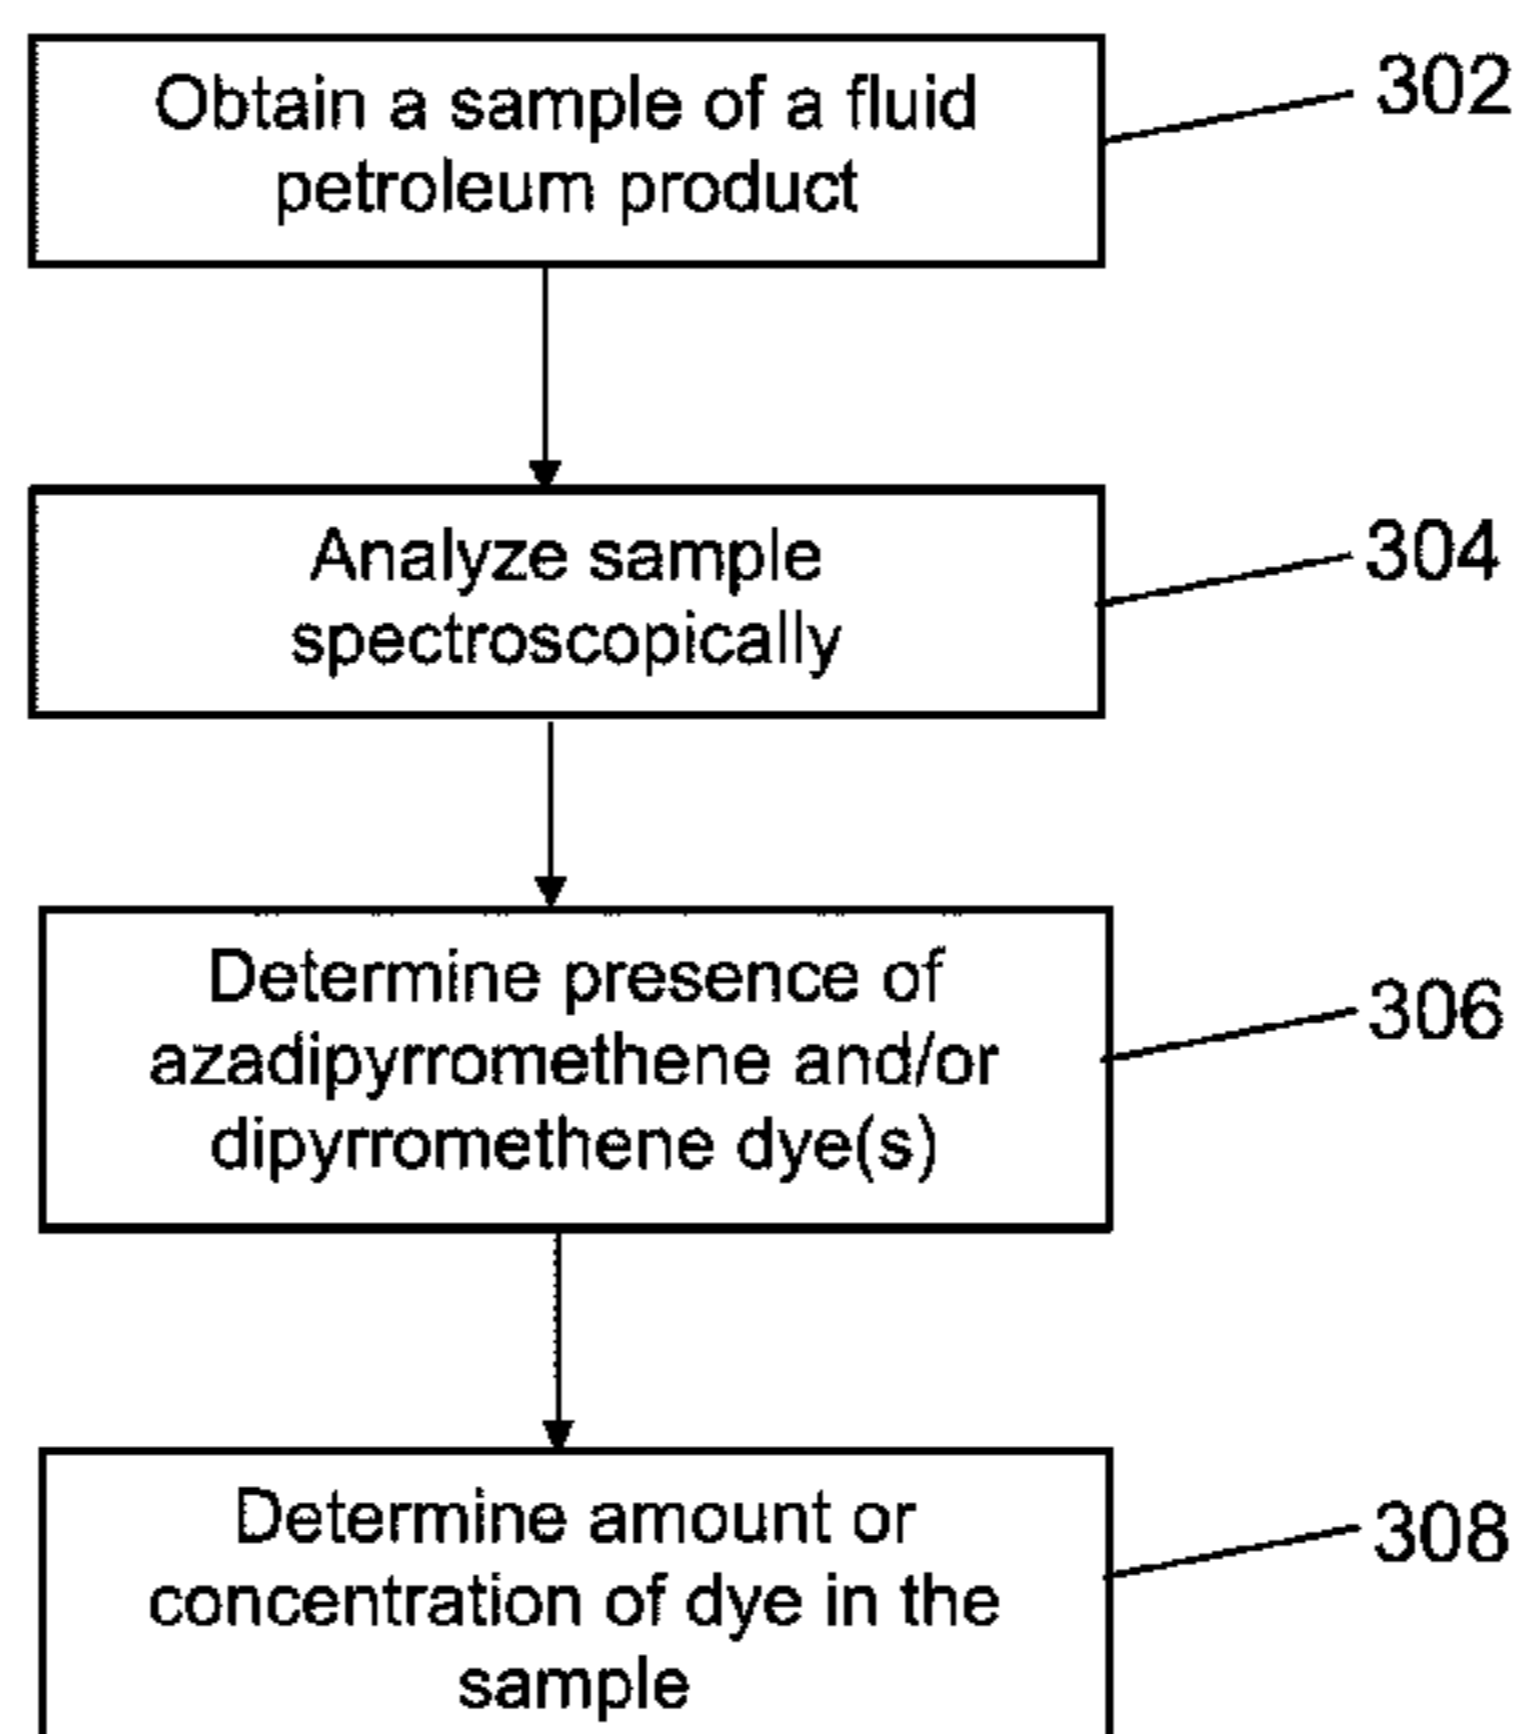 Obtain a sample of a fluid
petroleum product
302
Analyze sample
spectroscopically
304
Determine presence of
azadipyrromethene and/or
dipyrromethene dye(s)
306
Determine amount or
concentration of dye in the
sample
308